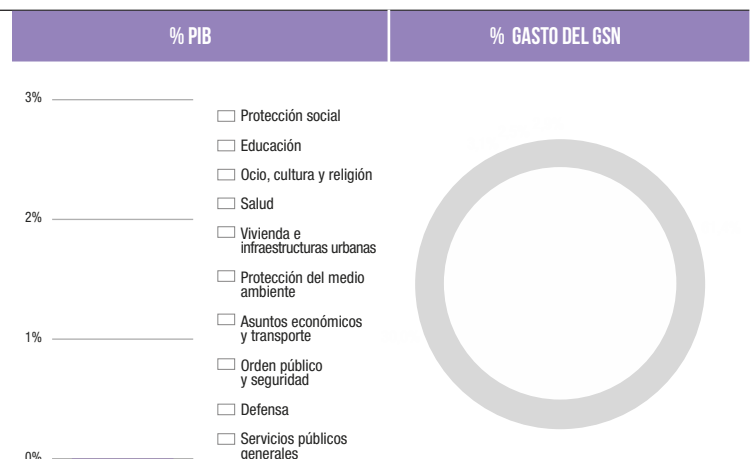 % PIB
% GASTO DEL GSN
3%
Protección social
Educación
Ocio, cultura y religión
Salud
2%
Vivienda e
infraestructuras urbanas
Protección del medio
ambiente
Asuntos económicos
y transporte
1%
Orden público
y seguridad
Defensa
Servicios públicos
generales
0%